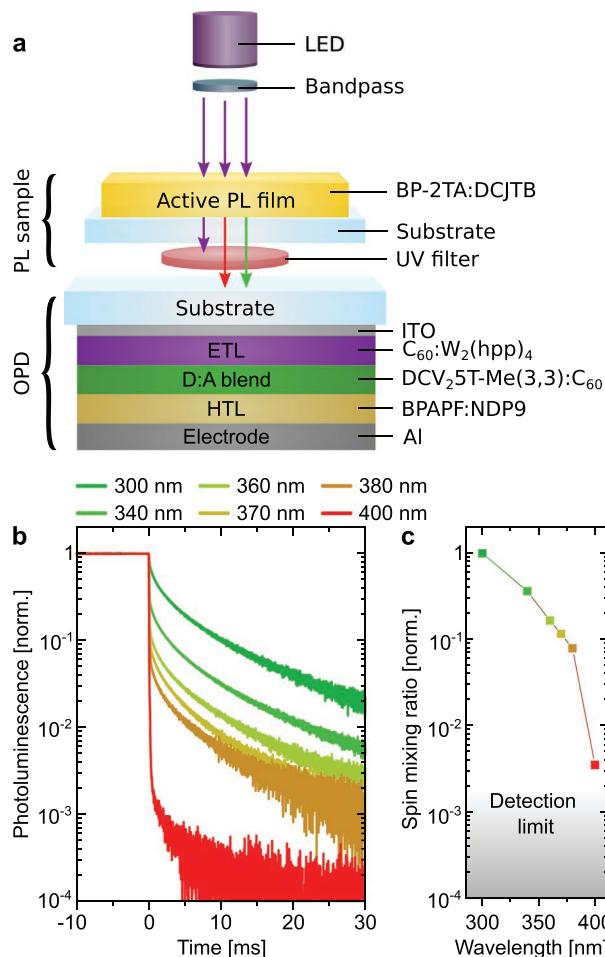 a
LED
Bandpass
PL sample
Active PL film
BP-2TA:DCJTB
Substrate
UV filter
OPD
Substrate
ITO
ETL
C60:W2(hpp)4
D:A blend
DCV25T-Me(3,3):C60
HTL
BPAPF:NDP9
Electrode
Al
300 nm 360 nm 380 nm
340 nm 370 nm 400 nm
b
Photoluminescence [norm.]
1
10-1
10-2
10-3
10-4
-10 0 10 20 30
Time [ms]
c
Spin mixing ratio [norm.]
1
10-1
10-2
10-3
10-4
Detection
limit
300 350 400
Wavelength [nm]